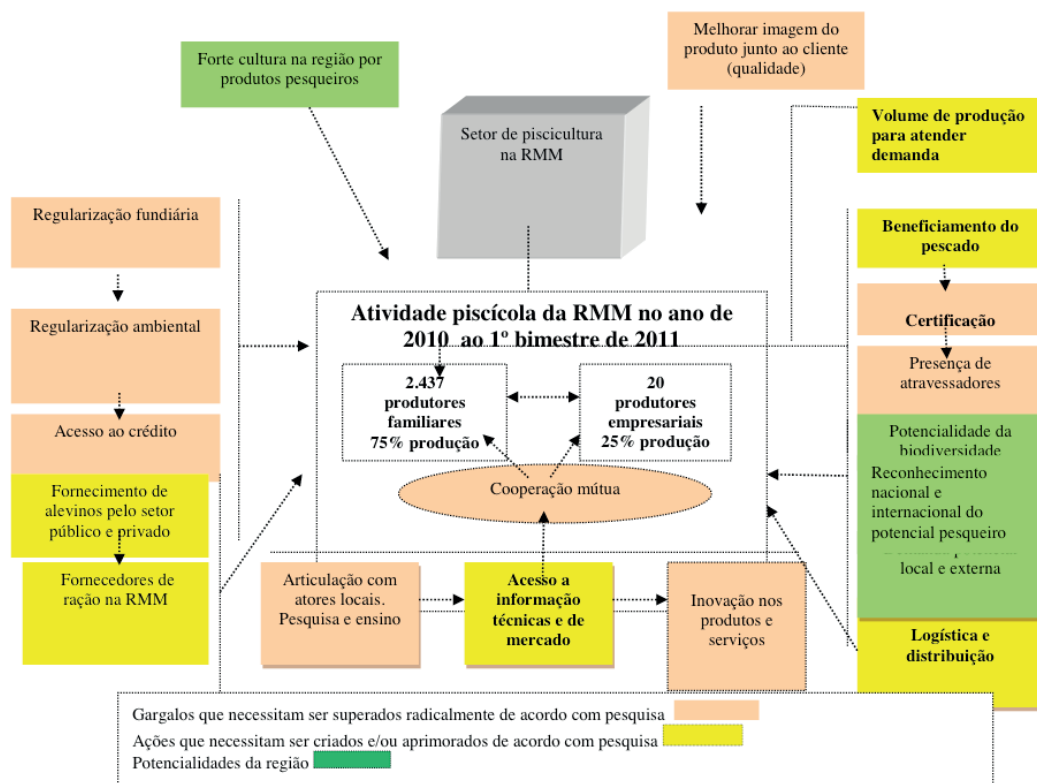 Melhorar imagem do
produto junto ao cliente
(qualidade)
Forte cultura na região por
produtos pesqueiros
Volume de produção
para atender
demanda
Setor de piscicultura
na RMM
Regularização fundiária
Beneficiamento do
pescado
Regularização ambiental
Certificação
Atividade piscícola da RMM no ano de
2010 ao 1º bimestre de 2011
2.437
produtores
familiares
75% produção
20
produtores
empresariais
25% produção
Presença de
atravessadores
Acesso ao crédito
Potencialidade da
biodiversidade
Reconhecimento
nacional e
internacional do
potencial pesqueiro
local e externa
Cooperação mútua
Fornecimento de
alevinos pelo setor
público e privado
Fornecedores de
ração na RMM
Articulação com
atores locais.
Pesquisa e ensino
Acesso a
informação
técnicas e de
mercado
Inovação nos
produtos e
serviços
Logística e
distribuição
Gargalos que necessitam ser superados radicalmente de acordo com pesquisa
Ações que necessitam ser criados e/ou aprimorados de acordo com pesquisa
Potencialidades da região